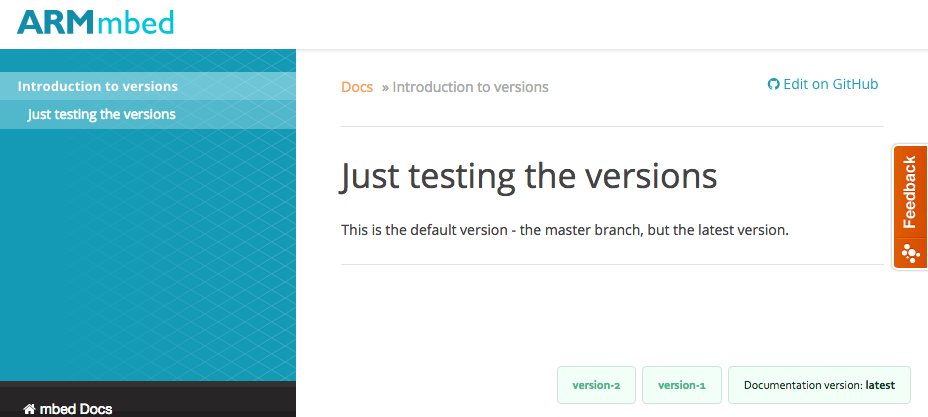 ARMmbed
Introduction to versions
Just testing the versions
Docs » Introduction to versions
Edit on GitHub
Just testing the versions
This is the default version - the master branch, but the latest version.
Feedback
version-2
version-1
Documentation version: latest
mbed Docs